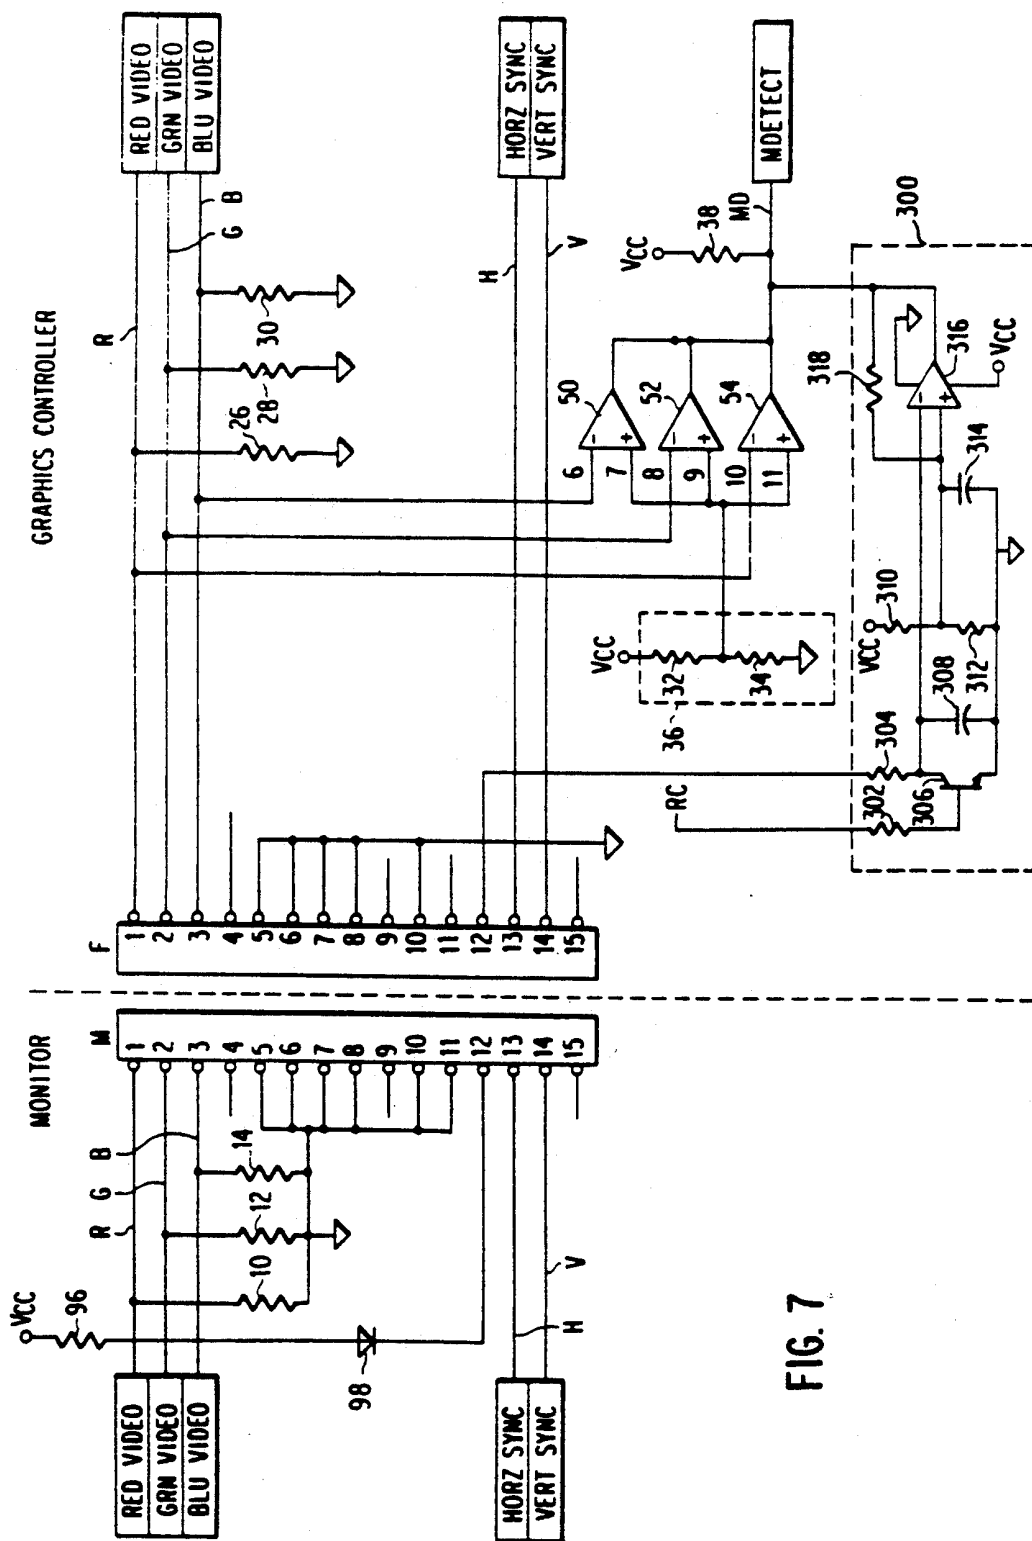 GRAPHICS CONTROLLER
MONITOR
RED VIDEO
GRN VIDEO
BLU VIDEO
HORZ SYNC
VERT SYNC
VCC
96
98
R
G
B
10
12
14
H
V
M
1
2
3
4
5
6
7
8
9
10
11
12
13
14
15
F
1
2
3
4
5
6
7
8
9
10
11
12
13
14
15
R
G
B
26
28
30
RED VIDEO
GRN VIDEO
BLU VIDEO
H
V
HORZ SYNC
VERT SYNC
VCC
32
34
36
6
7
8
9
10
11
50
52
54
VCC
38
MD
MDETECT
300
RC
302
304
306
308
VCC
310
312
314
316
318
VCC
FIG. 7